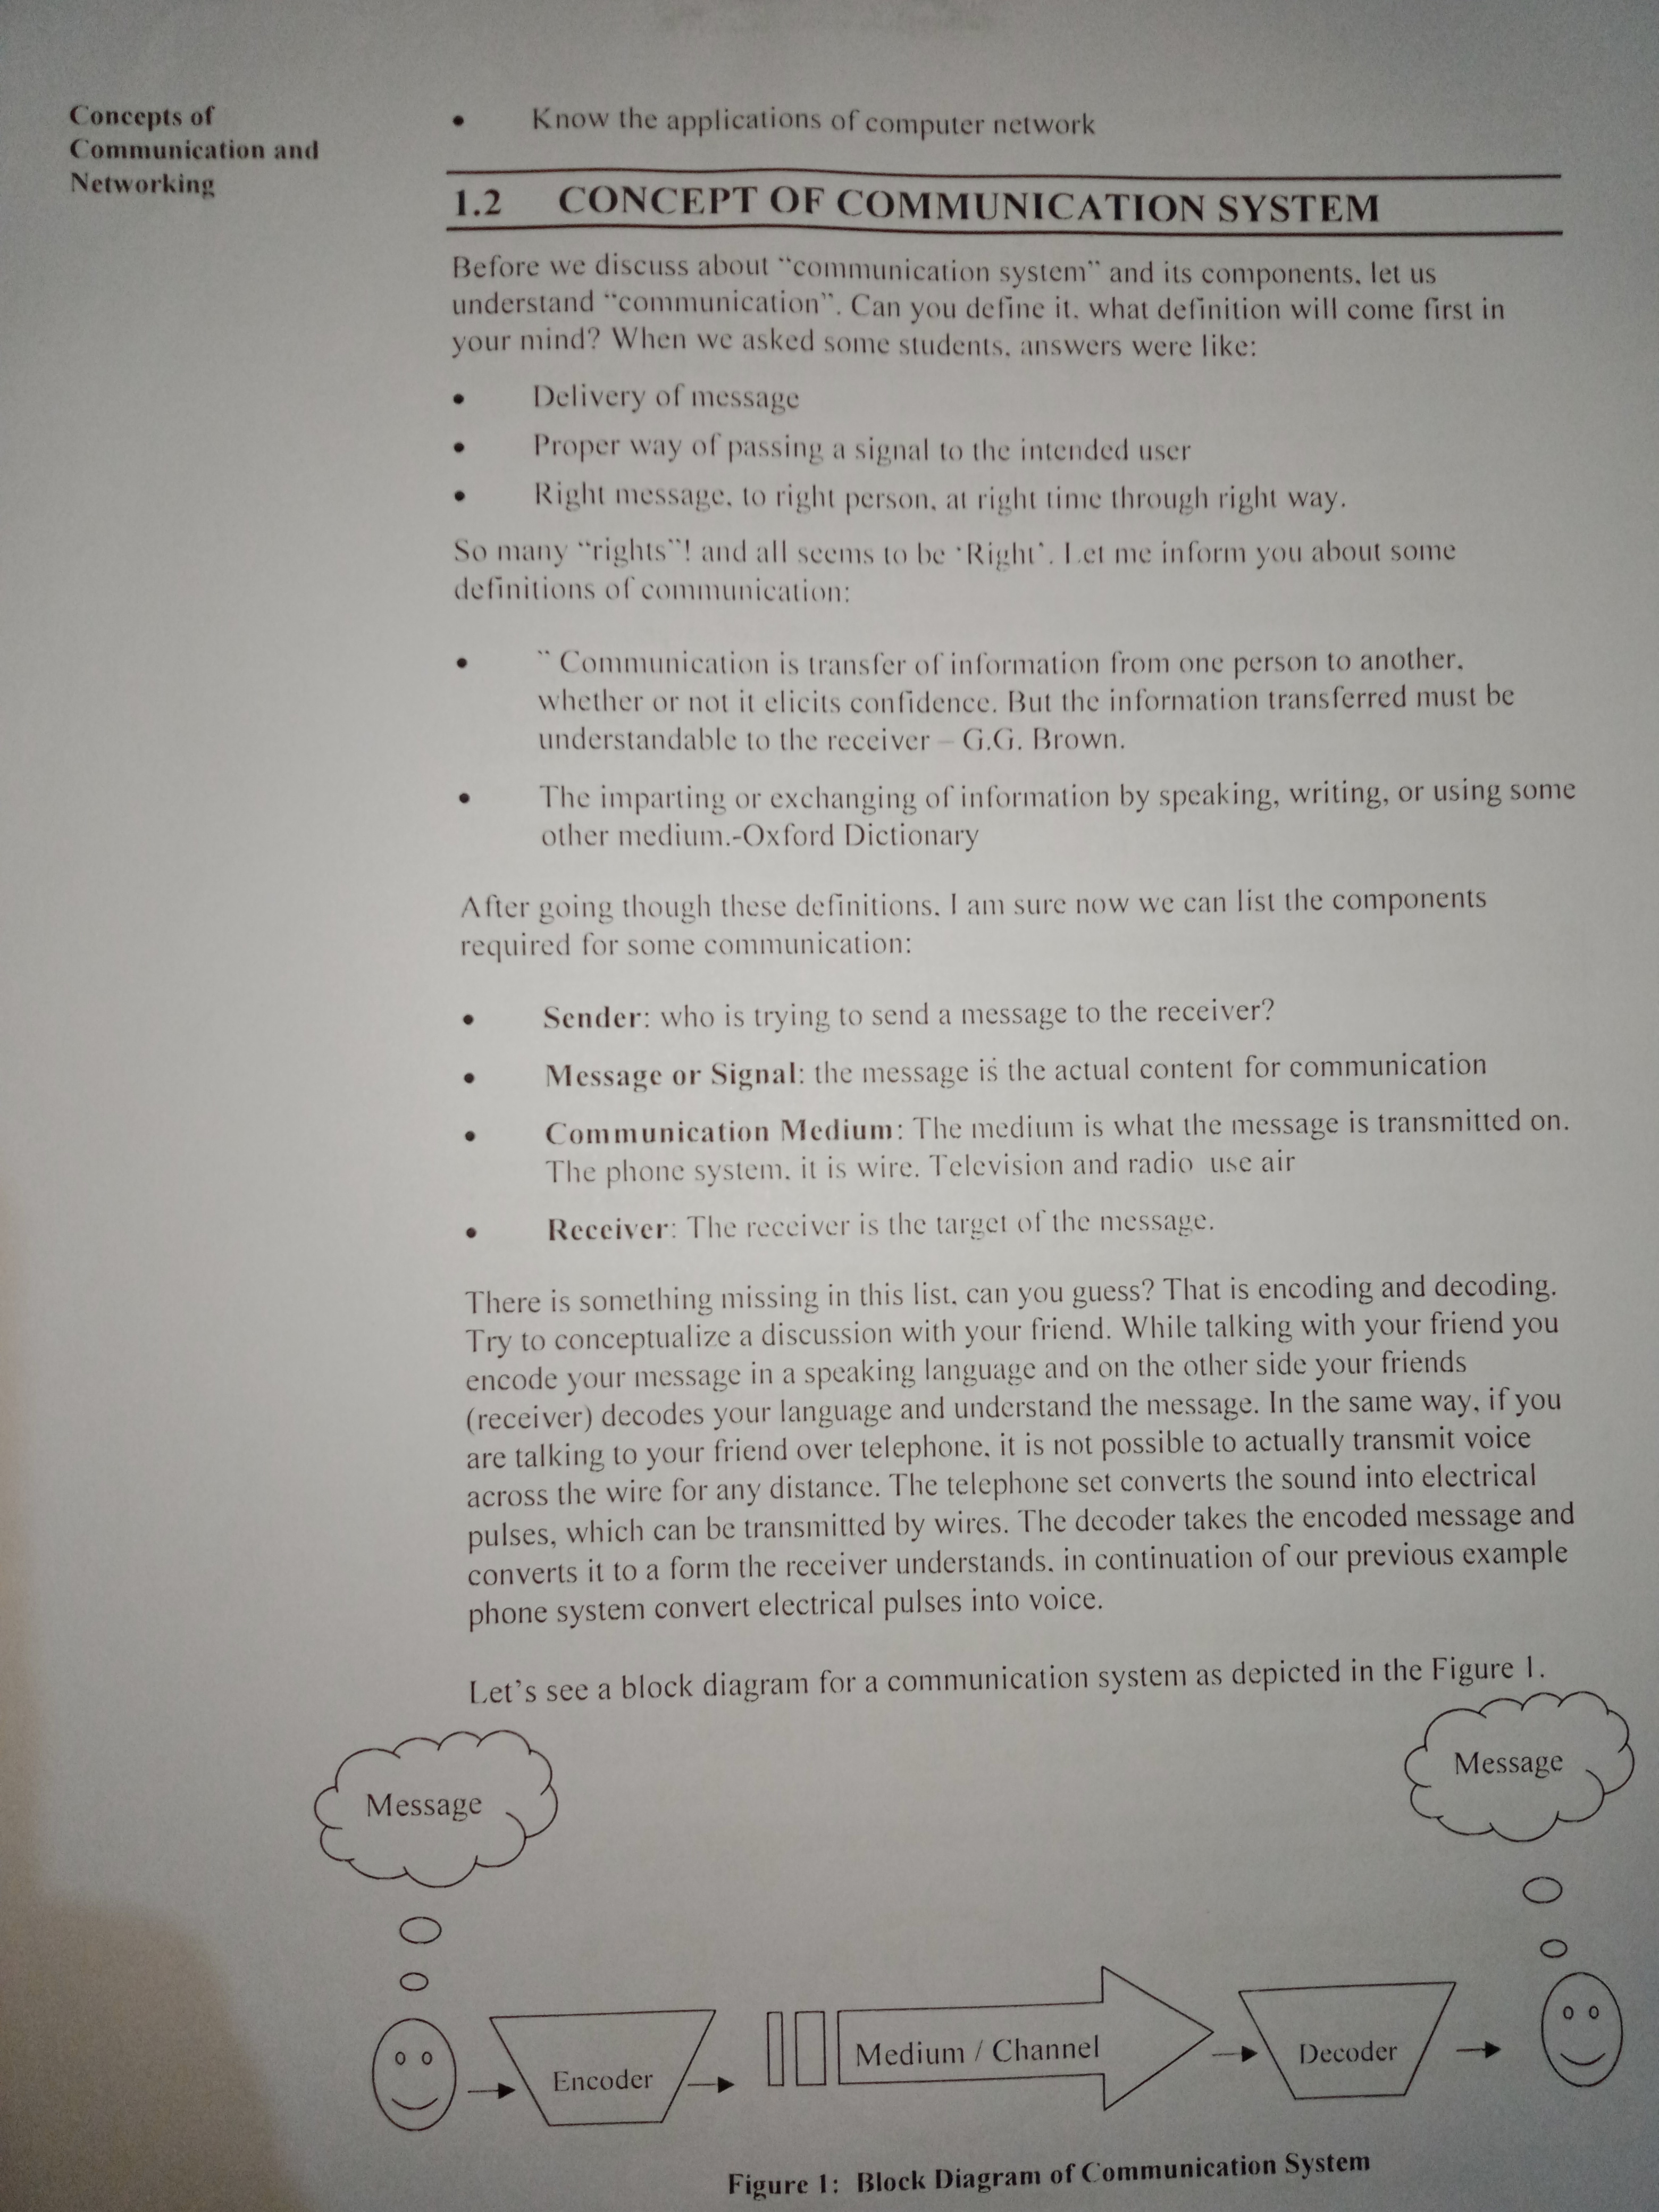 Concepts of
Communication and
Networking
• Know the applications of computer network
1.2 CONCEPT OF COMMUNICATION SYSTEM
Before we discuss about “communication system” and its components, let us
understand “communication”. Can you define it, what definition will come first in
your mind? When we asked some students, answers were like:
• Delivery of message
• Proper way of passing a signal to the intended user
• Right message, to right person, at right time through right way.
So many “rights”! and all seems to be ‘Right’. Let me inform you about some
definitions of communication:
• “ Communication is transfer of information from one person to another,
whether or not it elicits confidence. But the information transferred must be
understandable to the receiver – G.G. Brown.
• The imparting or exchanging of information by speaking, writing, or using some
other medium.-Oxford Dictionary
After going though these definitions, I am sure now we can list the components
required for some communication:
• Sender: who is trying to send a message to the receiver?
• Message or Signal: the message is the actual content for communication
• Communication Medium: The medium is what the message is transmitted on.
The phone system, it is wire. Television and radio use air
• Receiver: The receiver is the target of the message.
There is something missing in this list, can you guess? That is encoding and decoding.
Try to conceptualize a discussion with your friend. While talking with your friend you
encode your message in a speaking language and on the other side your friends
(receiver) decodes your language and understand the message. In the same way, if you
are talking to your friend over telephone, it is not possible to actually transmit voice
across the wire for any distance. The telephone set converts the sound into electrical
pulses, which can be transmitted by wires. The decoder takes the encoded message and
converts it to a form the receiver understands, in continuation of our previous example
phone system convert electrical pulses into voice.
Let’s see a block diagram for a communication system as depicted in the Figure 1.
Message
Message
Encoder
Medium / Channel
Decoder
Figure 1: Block Diagram of Communication System